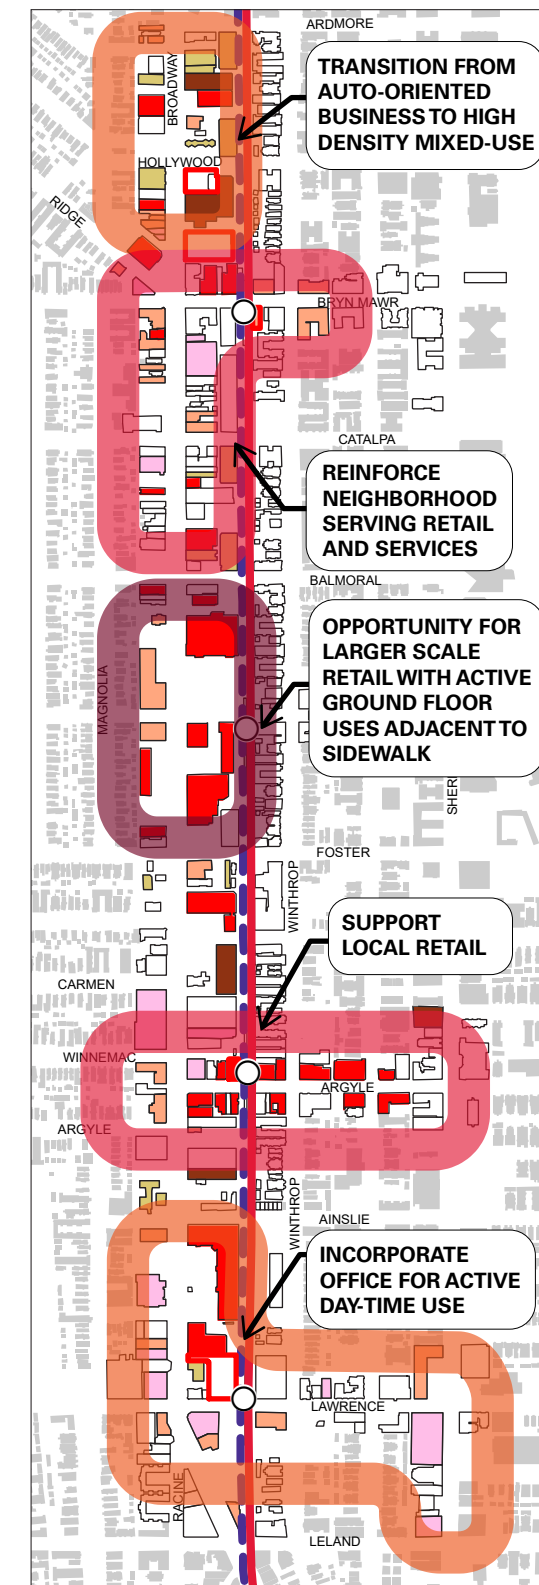 ARDMORE
BROADWAY
TRANSITION FROM
AUTO-ORIENTED
BUSINESS TO HIGH
DENSITY MIXED-USE
HOLLYWOOD
RIDGE
BRYN MAWR
CATALPA
REINFORCE
NEIGHBORHOOD
SERVING RETAIL
AND SERVICES
BALMORAL
OPPORTUNITY FOR
LARGER SCALE
RETAIL WITH ACTIVE
GROUND FLOOR
USES ADJACENT TO
SIDEWALK
MAGNOLIA
SHERI
FOSTER
WINTHROP
SUPPORT
LOCAL RETAIL
CARMEN
WINNEMAC
ARGYLE
ARGYLE
WINTHROP
AINSLIE
INCORPORATE
OFFICE FOR ACTIVE
DAY-TIME USE
LAWRENCE
RACINE
LELAND